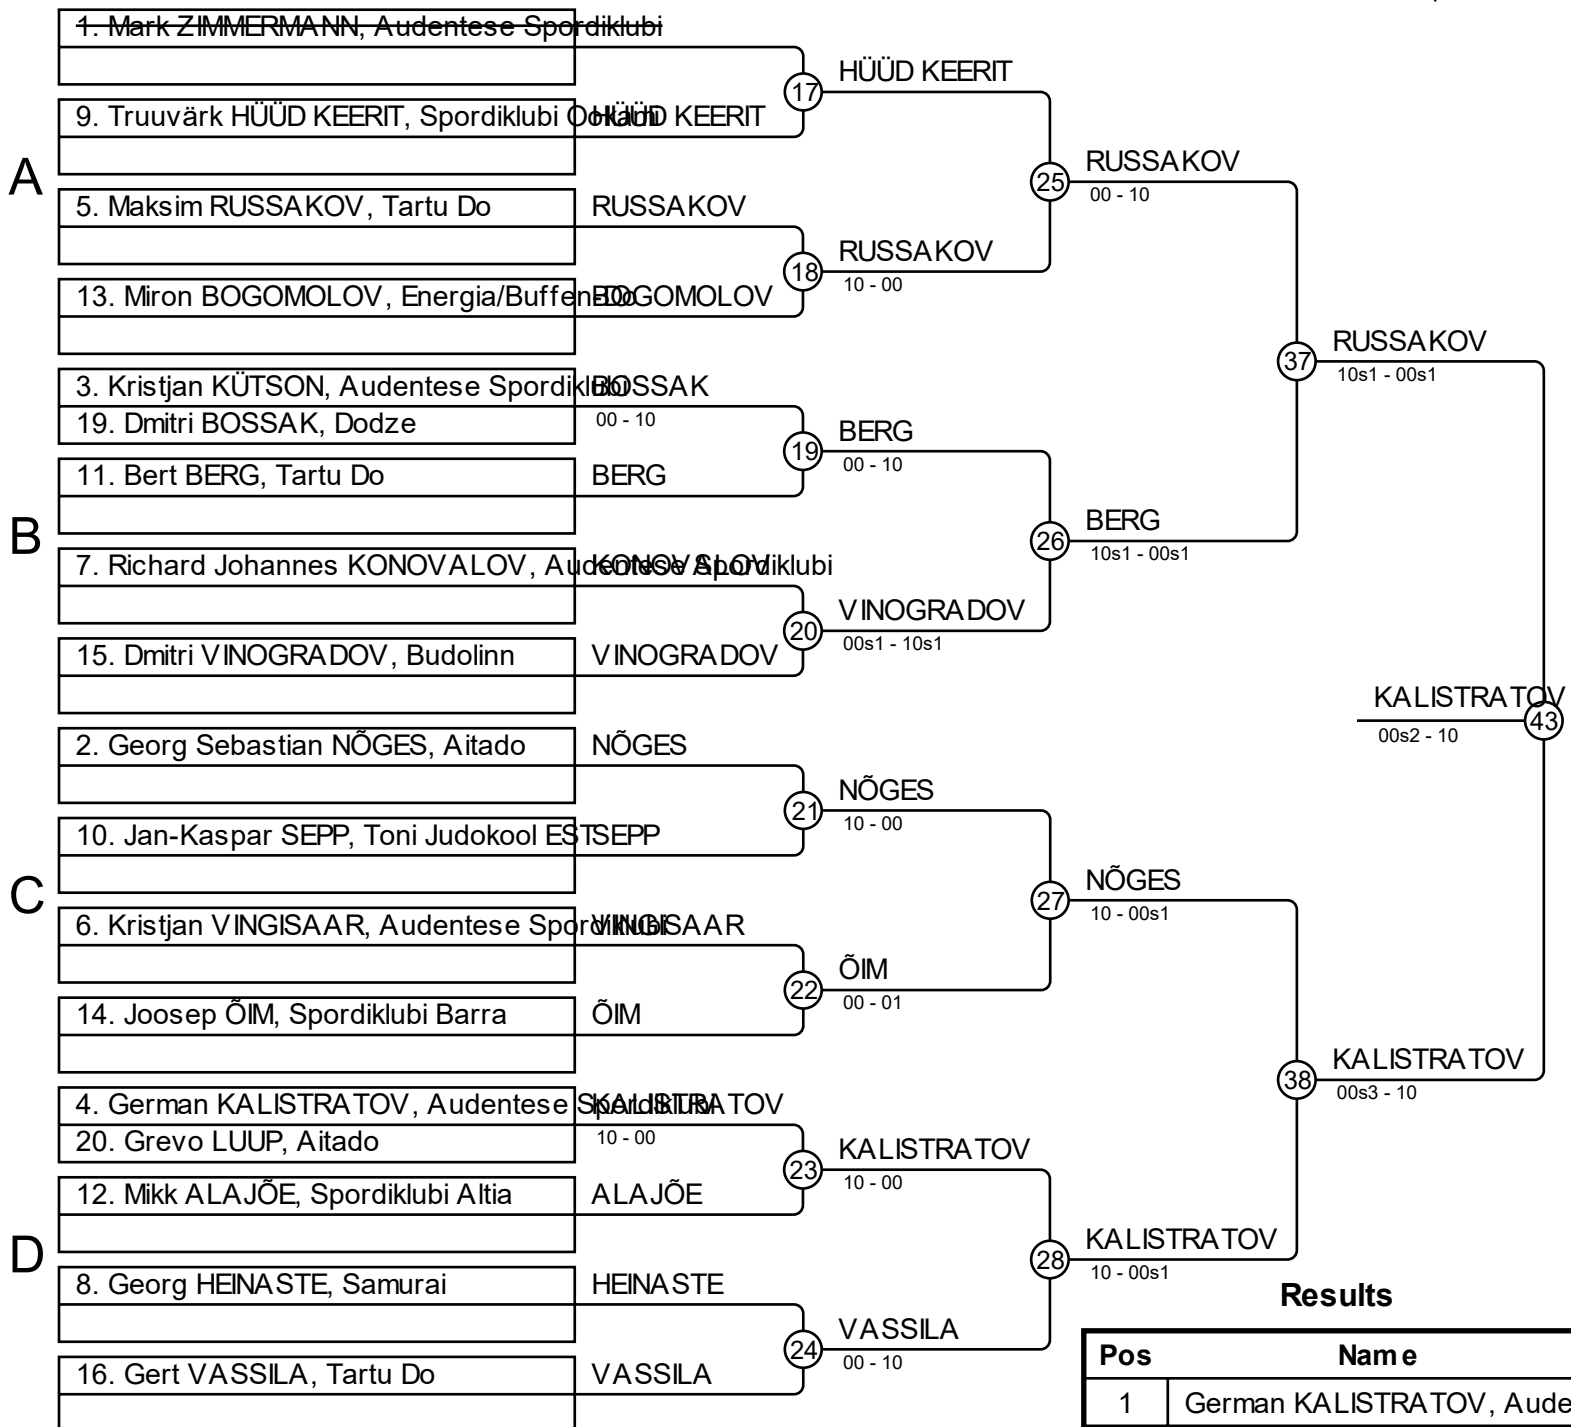 1. Mark ZIMMERMANN, Audentese Spordiklubi
17
HÜÜD KEERIT
9. Truuvärk HÜÜD KEERIT, Spordiklubi Ookami
HÜÜD KEERIT
A
25
RUSSAKOV
00 - 10
5. Maksim RUSSAKOV, Tartu Do
RUSSAKOV
18
RUSSAKOV
10 - 00
13. Miron BOGOMOLOV, Energia/Buffen-Do
BOGOMOLOV
37
RUSSAKOV
10s1 - 00s1
3. Kristjan KÜTSON, Audentese Spordiklubi
BOSSAK
19. Dmitri BOSSAK, Dodze
00 - 10
19
BERG
00 - 10
11. Bert BERG, Tartu Do
BERG
B
26
BERG
10s1 - 00s1
7. Richard Johannes KONOVALOV, Audentese Spordiklubi
KONOVALOV
20
VINOGRADOV
00s1 - 10s1
15. Dmitri VINOGRADOV, Budolinn
VINOGRADOV
KALISTRATOV
43
00s2 - 10
2. Georg Sebastian NÕGES, Aitado
NÕGES
21
NÕGES
10 - 00
10. Jan-Kaspar SEPP, Toni Judokool EST
SEPP
C
27
NÕGES
10 - 00s1
6. Kristjan VINGISAAR, Audentese Spordiklubi
VINGISAAR
22
ÕIM
00 - 01
14. Joosep ÕIM, Spordiklubi Barra
ÕIM
38
KALISTRATOV
00s3 - 10
4. German KALISTRATOV, Audentese Spordiklubi
KALISTRATOV
20. Grevo LUUP, Aitado
10 - 00
23
KALISTRATOV
10 - 00
12. Mikk ALAJÕE, Spordiklubi Altia
ALAJÕE
D
28
KALISTRATOV
10 - 00s1
8. Georg HEINASTE, Samurai
HEINASTE
24
VASSILA
00 - 10
16. Gert VASSILA, Tartu Do
VASSILA
Results
Pos Name
1 German KALISTRATOV, Aude